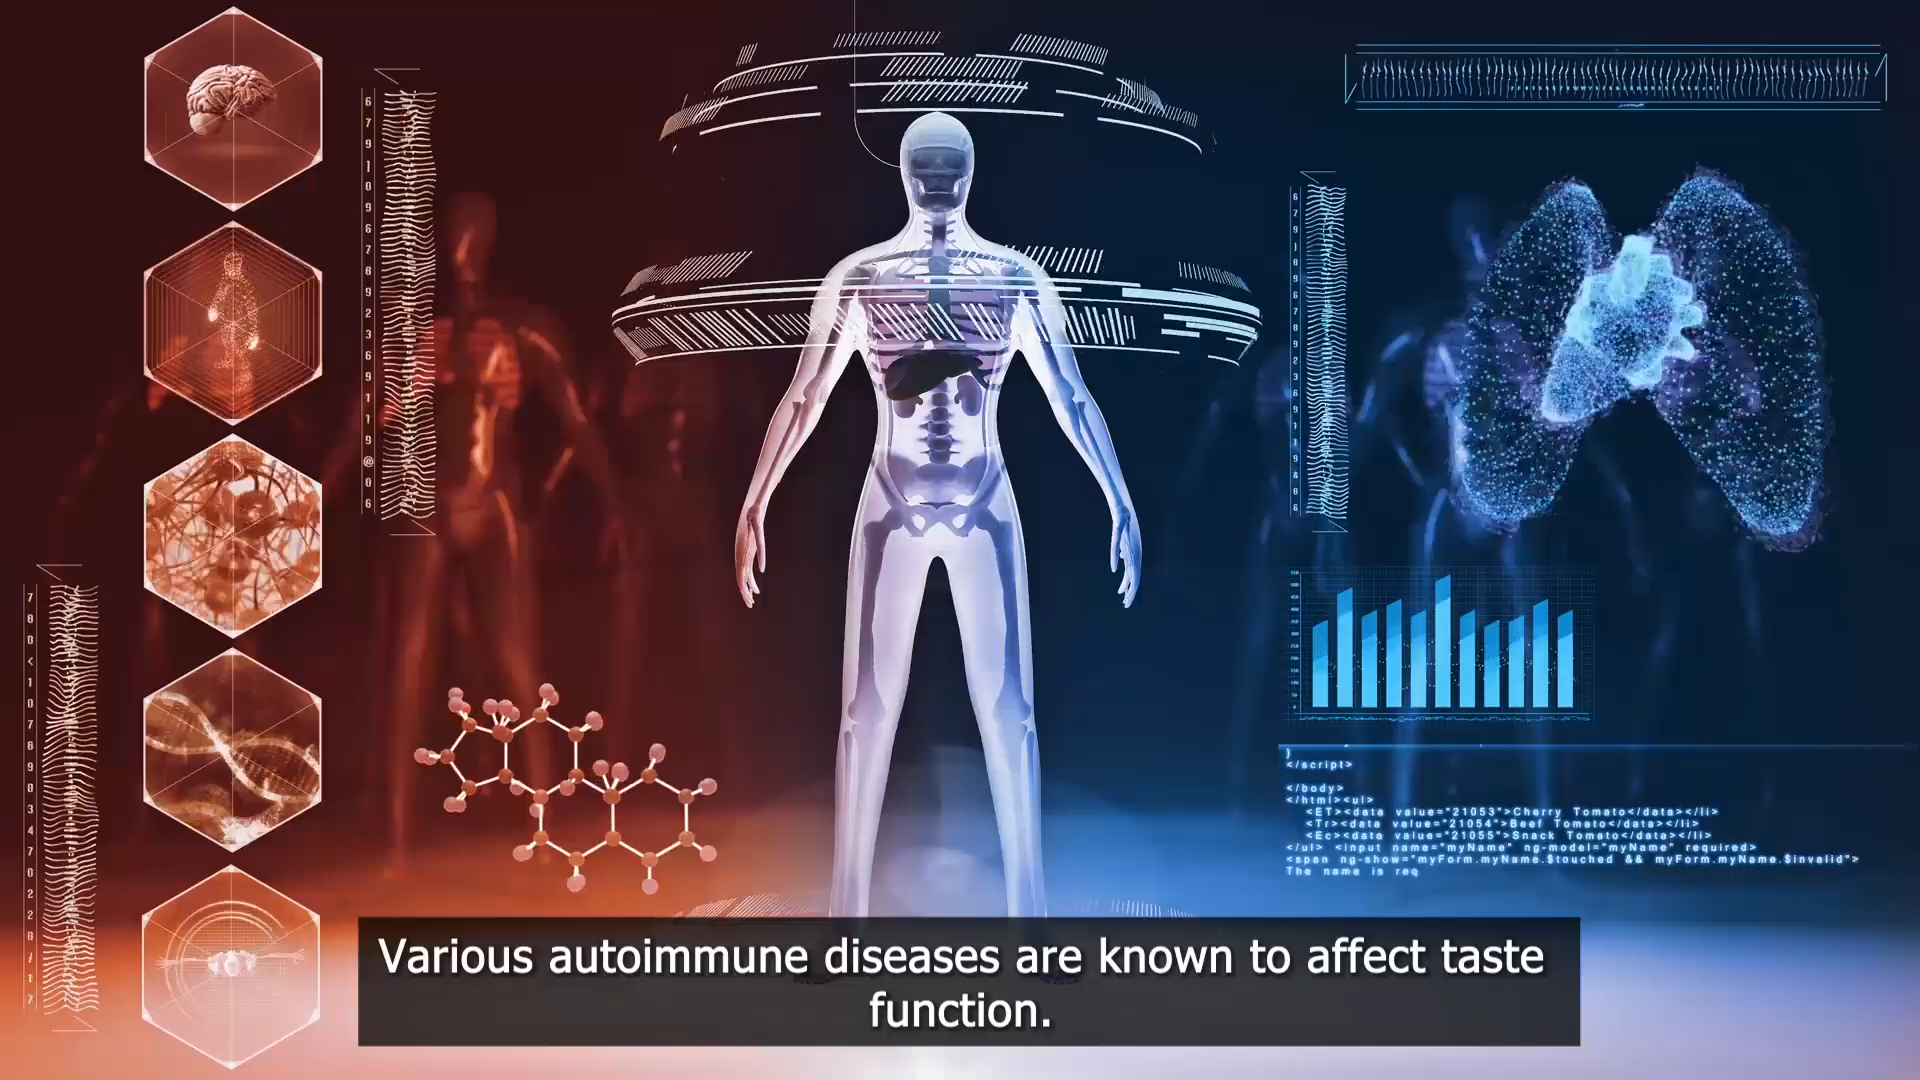 }
</script>
</body>
</html><ul>
<ET><data value="21053">Cherry Tomato</data></li>
<Tr><data value="21054">Beef Tomato</data></li>
<Ec><data value="21055">Snack Tomato</data></li>
</ul> <input name="myName" ng-model="myName" required>
<span ng-show="myForm.myName.$touched && myForm.myName.$invalid">
The name is req
Various autoimmune diseases are known to affect taste
function.